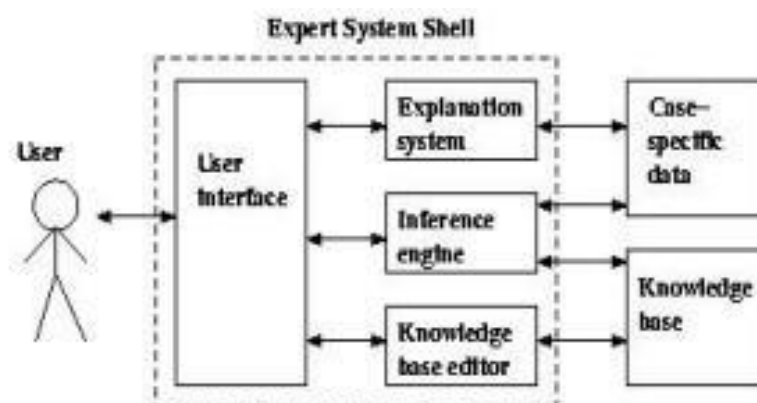 Expert System Shell
User
User
interface
Explanation
system
Inference
engine
Knowledge
base editor
Case-
specific
data
Knowledge
base